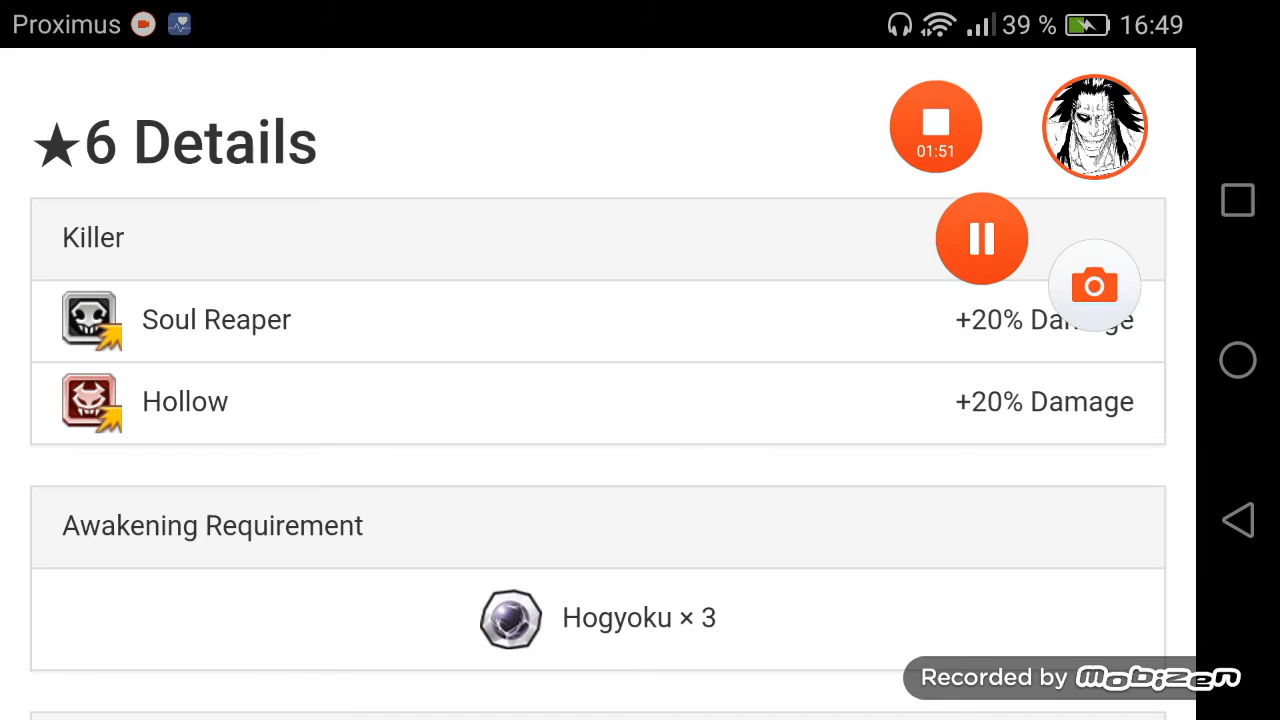 Proximus 39 % 16:49
★6 Details
01:51
Killer
Soul Reaper +20% Damage
Hollow +20% Damage
Awakening Requirement
Hogyoku × 3
Recorded by mobizen